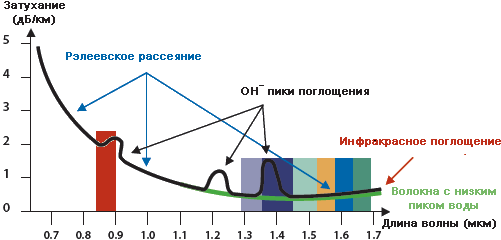 Затухание
(дБ/км)
Рэлеевское рассеяние
OH⁻ пики поглощения
Инфракрасное поглощение
Волокна с низким
пиком воды
5
4
3
2
1
0
0.7 0.8 0.9 1.0 1.1 1.2 1.3 1.4 1.5 1.6 1.7
Длина волны (мкм)